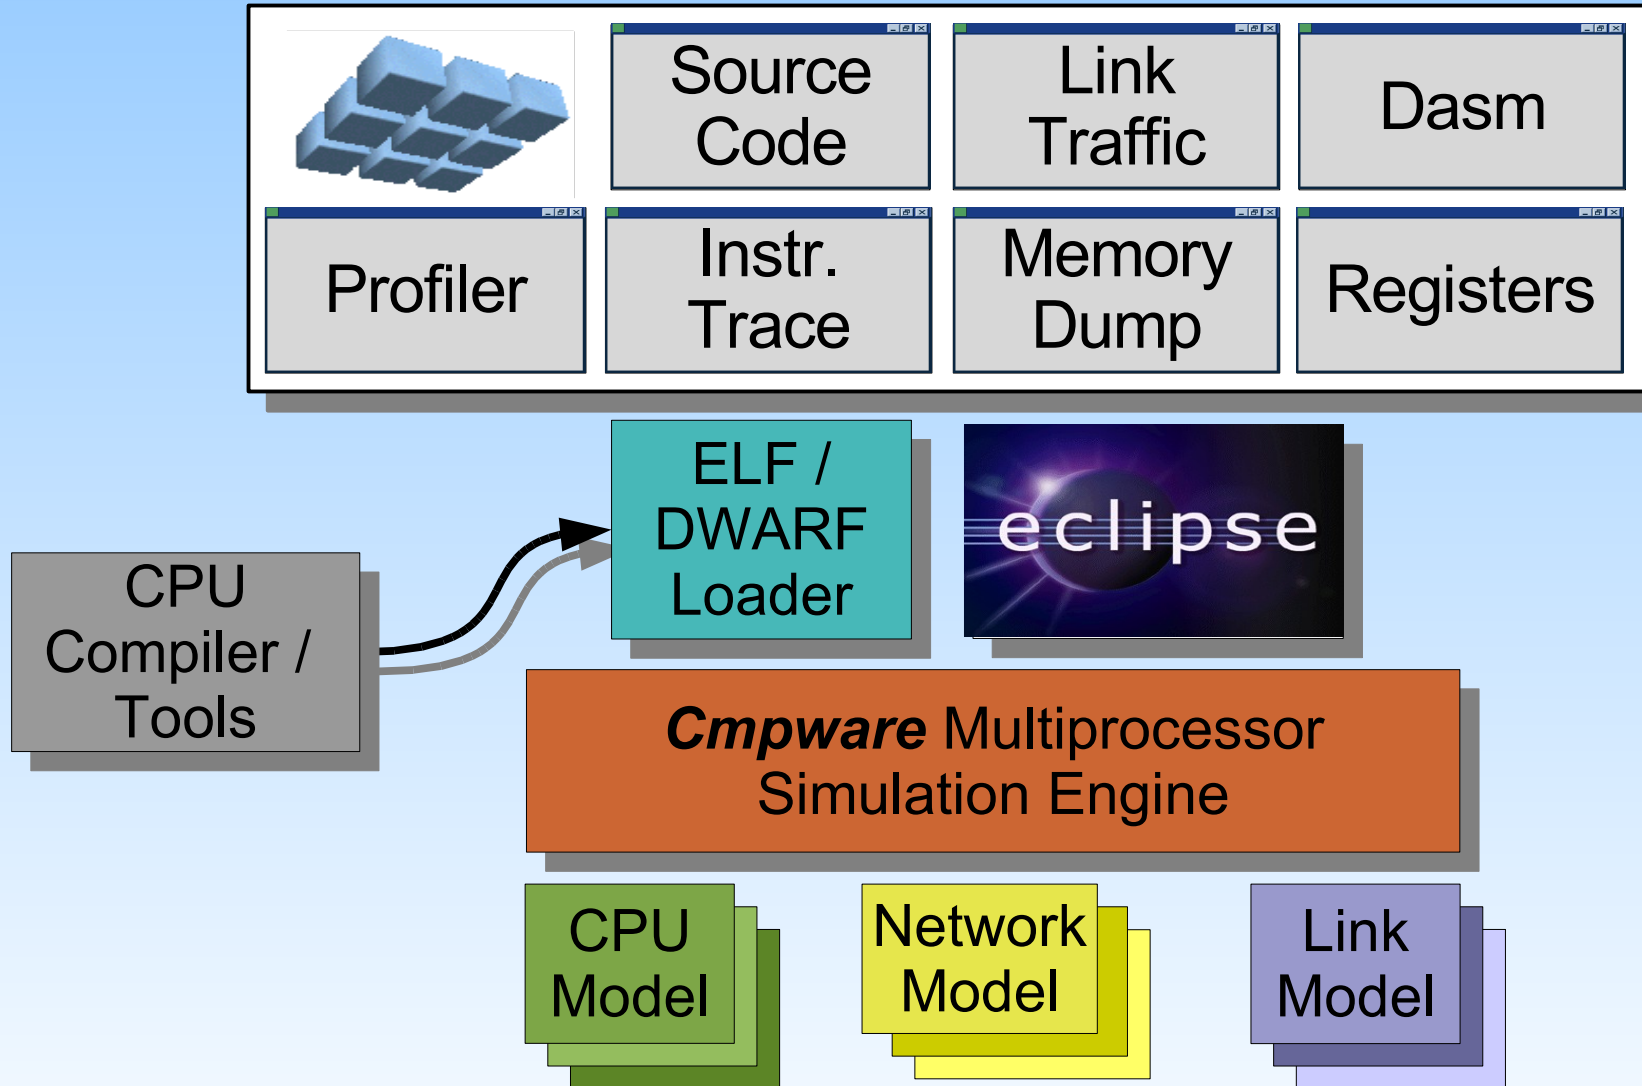 Source
Code
Link
Traffic
Dasm
Profiler
Instr.
Trace
Memory
Dump
Registers
ELF /
DWARF
Loader
eclipse
CPU
Compiler /
Tools
Cmpware Multiprocessor
Simulation Engine
CPU
Model
Network
Model
Link
Model